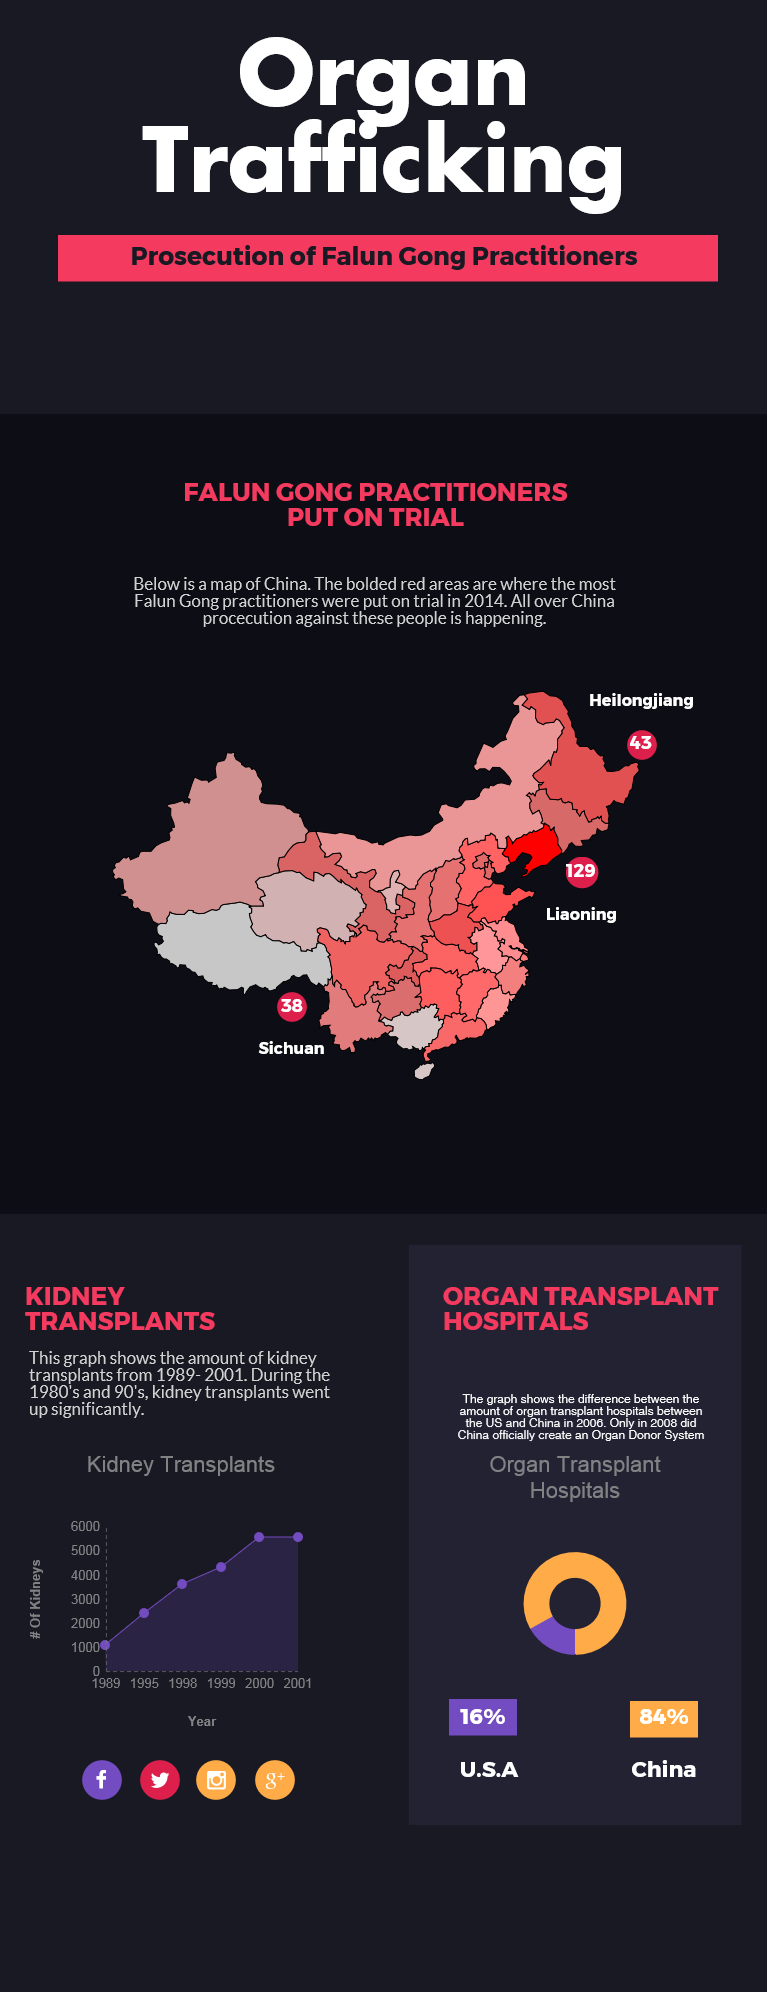 Organ
Trafficking
Prosecution of Falun Gong Practitioners
FALUN GONG PRACTITIONERS
PUT ON TRIAL
Below is a map of China. The bolded red areas are where the most
Falun Gong practitioners were put on trial in 2014. All over China
procecution against these people is happening.
Heilongjiang
43
129
Liaoning
38
Sichuan
KIDNEY
TRANSPLANTS
This graph shows the amount of kidney
transplants from 1989- 2001. During the
1980's and 90's, kidney transplants went
up significantly.
Kidney Transplants
6000
5000
4000
3000
2000
1000
0
# Of Kidneys
1989 1995 1998 1999 2000 2001
Year
f
g+
ORGAN TRANSPLANT
HOSPITALS
The graph shows the difference between the
amount of organ transplant hospitals between
the US and China in 2006. Only in 2008 did
China officially create an Organ Donor System
Organ Transplant
Hospitals
16%
84%
U.S.A
China